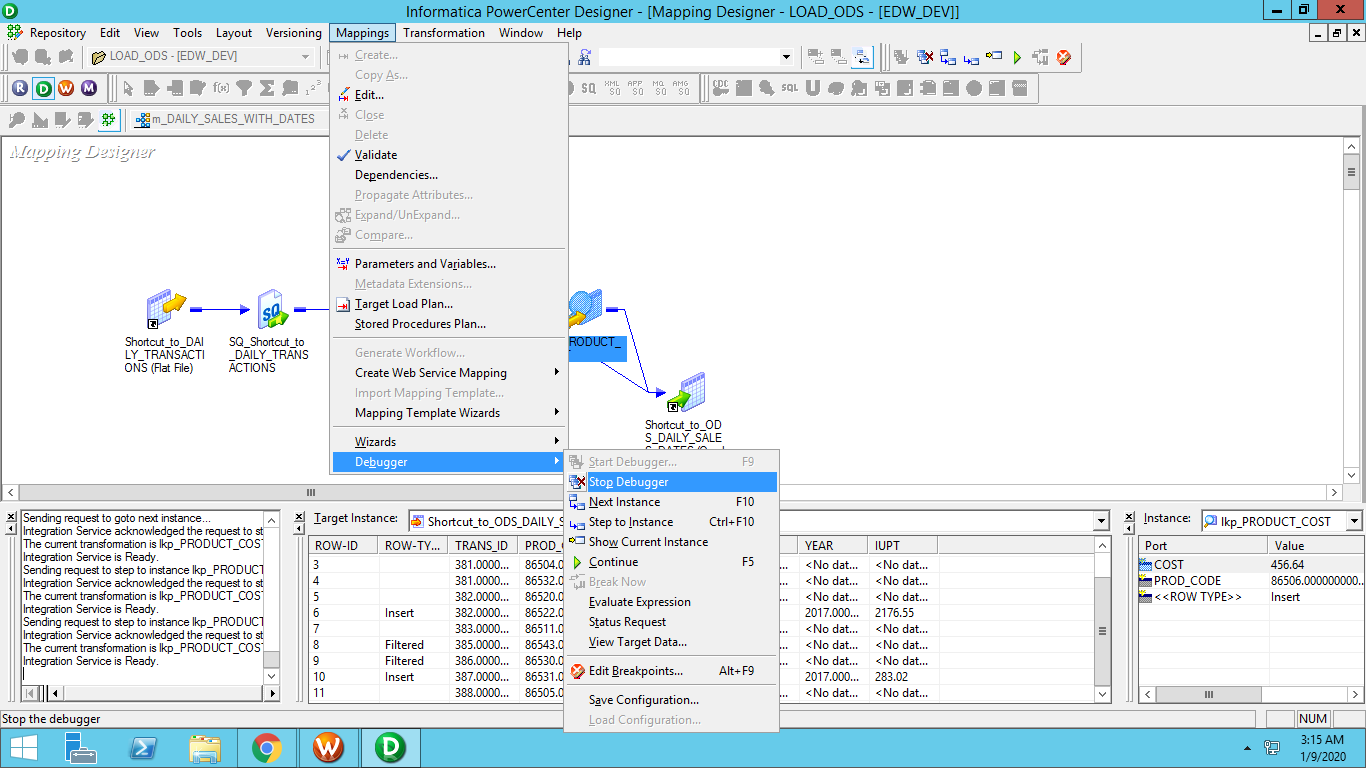 Informatica PowerCenter Designer - [Mapping Designer - LOAD_ODS - [EDW_DEV]]
Repository Edit View Tools Layout Versioning Mappings Transformation Window Help
LOAD_ODS - [EDW_DEV]
m_DAILY_SALES_WITH_DATES
Mapping Designer
Create...
Copy As...
Edit...
Close
Delete
Validate
Dependencies...
Propagate Attributes...
Expand/UnExpand...
Compare...
Parameters and Variables...
Metadata Extensions...
Target Load Plan...
Stored Procedures Plan...
Generate Workflow...
Create Web Service Mapping
Import Mapping Template...
Mapping Template Wizards
Wizards
Debugger
Shortcut_to_DAI
LY_TRANSACTI
ONS (Flat File)
SQ
SQ_Shortcut_to
_DAILY_TRANS
ACTIONS
PRODUCT_
Shortcut_to_OD
S_DAILY_SALE
Start Debugger... F9
Stop Debugger
Next Instance F10
Step to Instance Ctrl+F10
Show Current Instance
Continue F5
Break Now
Evaluate Expression
Status Request
View Target Data...
Edit Breakpoints... Alt+F9
Save Configuration...
Load Configuration...
Sending request to goto next instance...
Integration Service acknowledged the request to st
The current transfomation is lkp_PRODUCT_COST
Integration Service is Ready.
Sending request to step to instance lkp_PRODUCT
Integration Service acknowledged the request to st
The current transfomation is lkp_PRODUCT_COST
Integration Service is Ready.
Sending request to step to instance lkp_PRODUCT
Integration Service acknowledged the request to st
The current transfomation is lkp_PRODUCT_COST
Integration Service is Ready.
Target Instance: Shortcut_to_ODS_DAILY_S
ROW-ID ROW-TY... TRANS_ID PROD_ YEAR IUPT
3 381.0000... 86504.0 <No dat... <No dat...
4 381.0000... 86532.0 <No dat... <No dat...
5 382.0000... 86520.0 <No dat... <No dat...
6 Insert 382.0000... 86522.0 2017.000... 2176.55
7 383.0000... 86511.0 <No dat... <No dat...
8 Filtered 385.0000... 86543.0 <No dat... <No dat...
9 Filtered 386.0000... 86530.0 <No dat... <No dat...
10 Insert 387.0000... 86506.0 2017.000... 283.02
11 388.0000... 86505.0 <No dat... <No dat...
Instance: lkp_PRODUCT_COST
Port Value
COST 456.64
PROD_CODE 86506.000000000...
<<ROW TYPE>> Insert
Stop the debugger
NUM
3:15 AM
1/9/2020